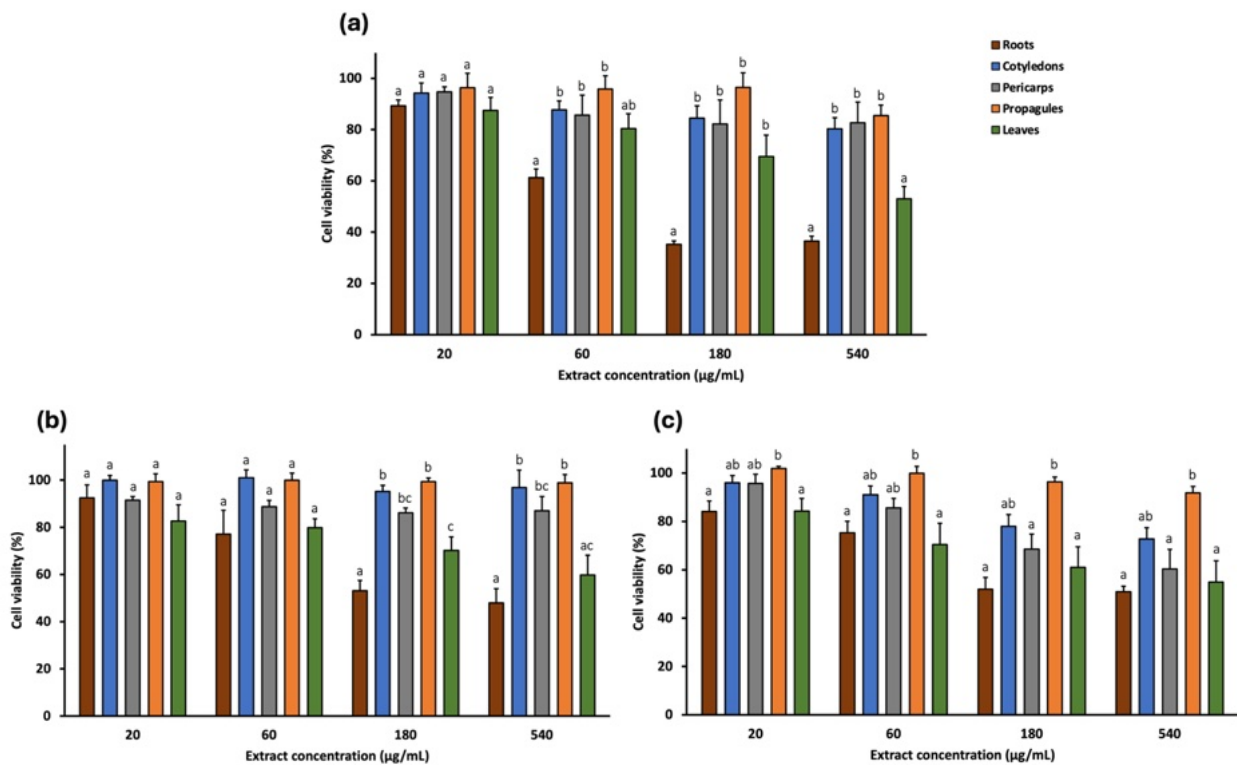 (a)
Roots
Cotyledons
Pericarps
Propagules
Leaves
Cell viability (%)
100
80
60
40
20
0
a a a a a
a b b b ab
a b b b b
a b b b a
20 60 180 540
Extract concentration (µg/mL)
(b)
Cell viability (%)
100
80
60
40
20
0
a a a a a
a a a a a
a b bc b c
a b bc b ac
20 60 180 540
Extract concentration (µg/mL)
(c)
Cell viability (%)
100
80
60
40
20
0
a ab ab b a
a ab ab b a
a ab a b a
a ab a b a
20 60 180 540
Extract concentration (µg/mL)